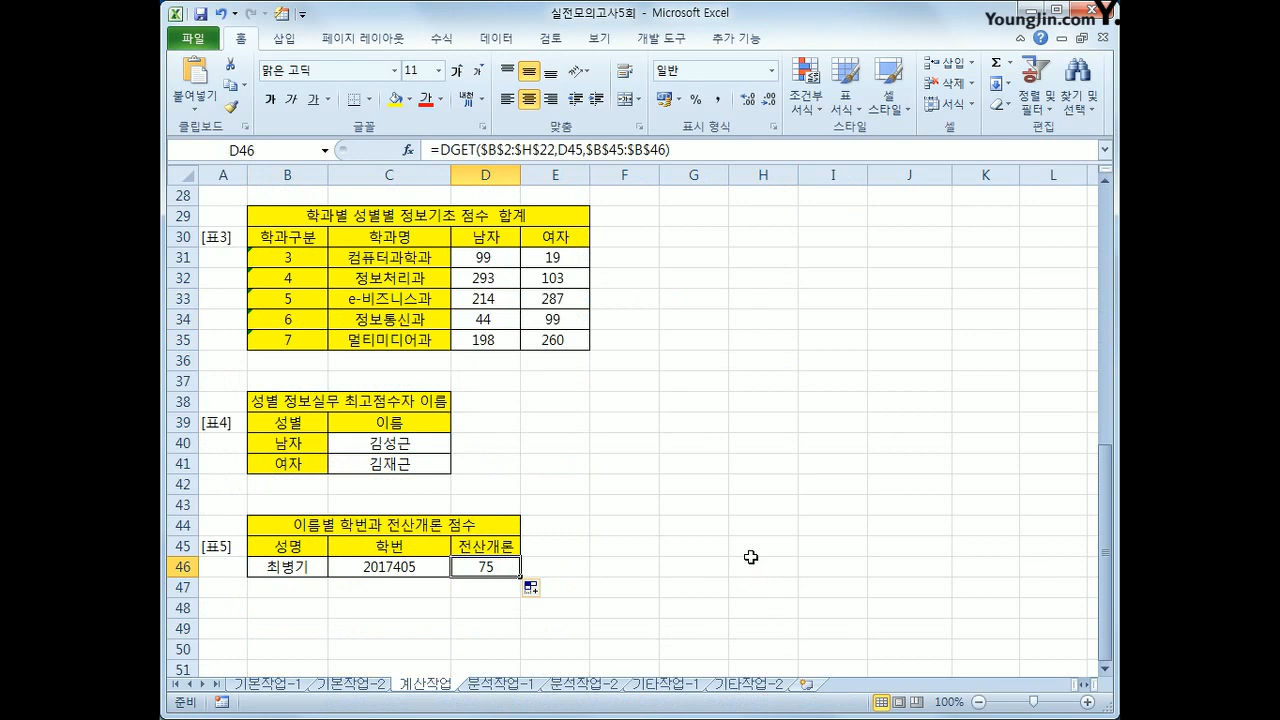 실전모의고사5회 - Microsoft Excel
YoungJin.com Y.
파일 홈 삽입 페이지 레이아웃 수식 데이터 검토 보기 개발 도구 추가 기능
맑은 고딕 11 일반
붙여넣기 가 가 가 가 내천 % , 조건부 서식 표 서식 셀 스타일 삽입 삭제 서식 Σ 정렬 및 필터 찾기 및 선택
클립보드 글꼴 맞춤 표시 형식 스타일 셀 편집
D46 fx =DGET($B$2:$H$22,D45,$B$45:$B$46)
A B C D E F G H I J K L
28
29 학과별 성별별 정보기초 점수 합계
30 [표3] 학과구분 학과명 남자 여자
31 3 컴퓨터과학과 99 19
32 4 정보처리과 293 103
33 5 e-비즈니스과 214 287
34 6 정보통신과 44 99
35 7 멀티미디어과 198 260
36
37
38 성별 정보실무 최고점수자 이름
39 [표4] 성별 이름
40 남자 김성근
41 여자 김재근
42
43
44 이름별 학번과 전산개론 점수
45 [표5] 성명 학번 전산개론
46 최병기 2017405 75
47
48
49
50
51
기본작업-1 기본작업-2 계산작업 분석작업-1 분석작업-2 기타작업-1 기타작업-2
준비 100%